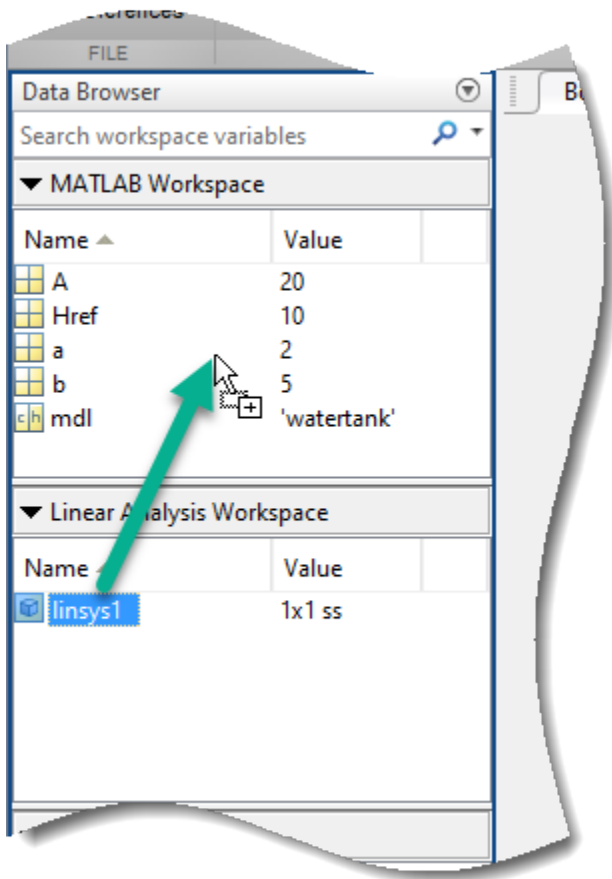 FILE
Data Browser
Search workspace variables
MATLAB Workspace
Name Value
A 20
Href 10
a 2
b 5
ch mdl 'watertank'
Linear Analysis Workspace
Name Value
linsys1 1x1 ss